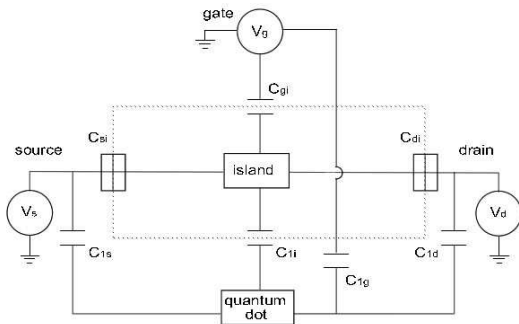 gate
Vg
Cgi
Csi
Cdi
source
drain
island
Vs
Vd
C1s
C1i
C1g
C1d
quantum
dot